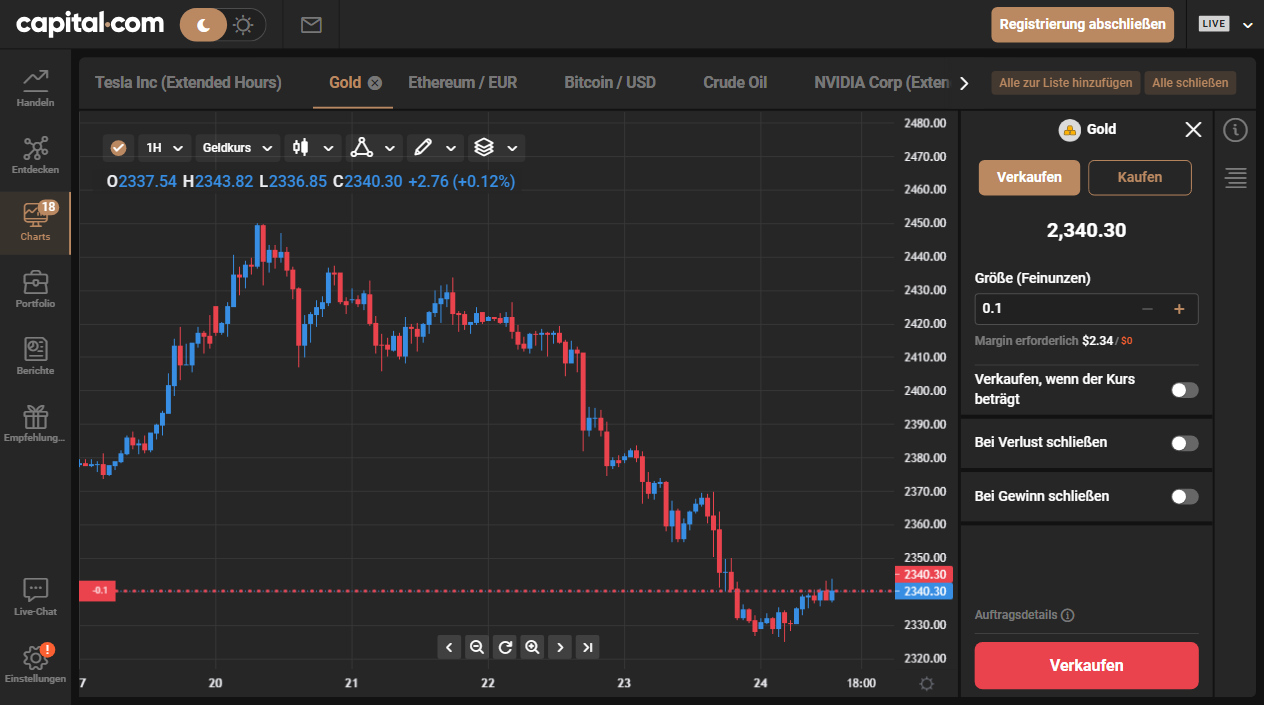 capital.com
Registrierung abschließen
LIVE
Handeln
Entdecken
18
Charts
Portfolio
Berichte
Empfehlung...
Live-Chat
!
Einstellungen
Tesla Inc (Extended Hours)
Gold
Ethereum / EUR
Bitcoin / USD
Crude Oil
NVIDIA Corp (Exten
Alle zur Liste hinzufügen
Alle schließen
1H
Geldkurs
O2337.54 H2343.82 L2336.85 C2340.30 +2.76 (+0.12%)
2480.00
2470.00
2460.00
2450.00
2440.00
2430.00
2420.00
2410.00
2400.00
2390.00
2380.00
2370.00
2360.00
2350.00
2340.30
-0.1
2340.30
2330.00
2320.00
7
20
21
22
23
24
18:00
Gold
Verkaufen
Kaufen
2,340.30
Größe (Feinunzen)
0.1
Margin erforderlich $2.34 / $0
Verkaufen, wenn der Kurs
beträgt
Bei Verlust schließen
Bei Gewinn schließen
Auftragsdetails
Verkaufen